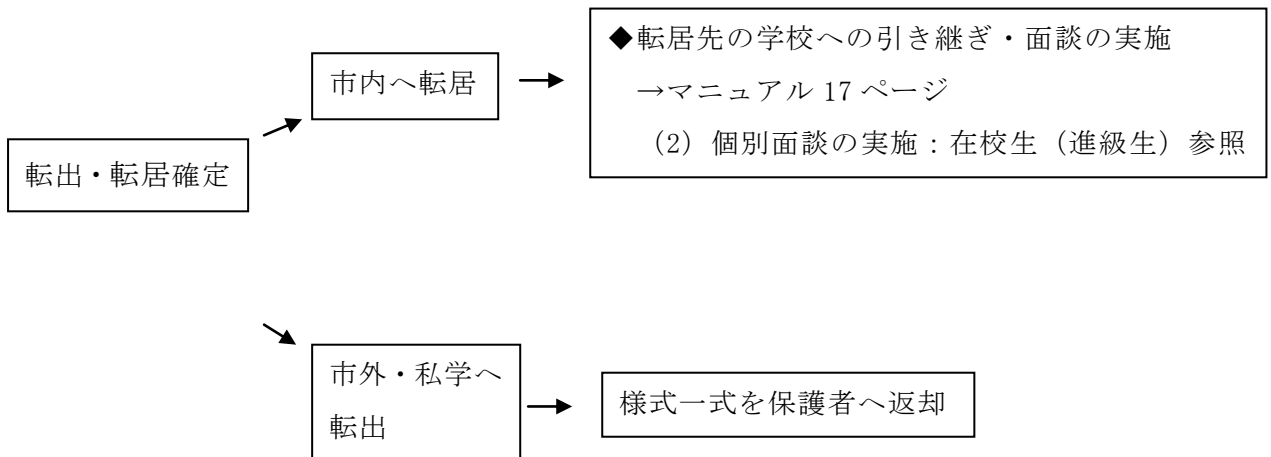 転出・転居確定
市内へ転居
◆転居先の学校への引き継ぎ・面談の実施
→マニュアル 17 ページ
（2）個別面談の実施：在校生（進級生）参照
市外・私学へ
転出
様式一式を保護者へ返却